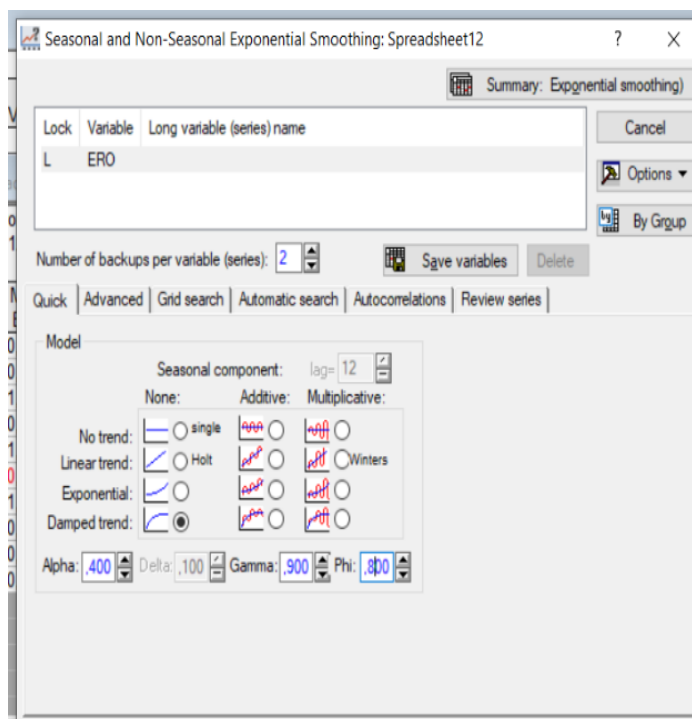 Seasonal and Non-Seasonal Exponential Smoothing: Spreadsheet12 ? X
Summary: Exponential smoothing)
Lock Variable Long variable (series) name
L ERO
Cancel
Options
By Group
Number of backups per variable (series): 2
Save variables Delete
Quick Advanced Grid search Automatic search Autocorrelations Review series
Model
Seasonal component: lag= 12
None: Additive: Multiplicative:
No trend: single
Linear trend: Holt Winters
Exponential:
Damped trend:
Alpha: ,400 Delta: ,100 Gamma: ,900 Phi: ,800